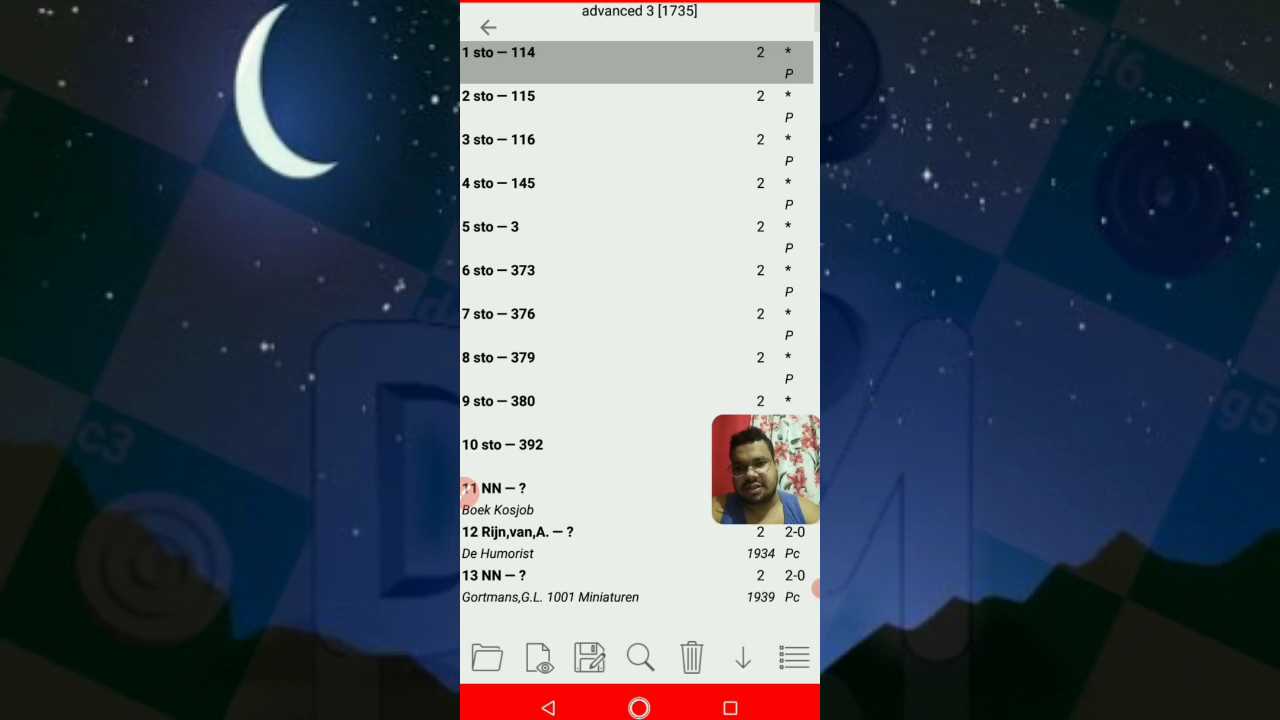 advanced 3 [1735]
1 sto — 114 2 *
P
2 sto — 115 2 *
P
3 sto — 116 2 *
P
4 sto — 145 2 *
P
5 sto — 3 2 *
P
6 sto — 373 2 *
P
7 sto — 376 2 *
P
8 sto — 379 2 *
P
9 sto — 380 2 *
10 sto — 392
11 NN — ?
Boek Kosjob
12 Rijn,van,A. — ? 2 2-0
De Humorist 1934 Pc
13 NN — ? 2 2-0
Gortmans,G.L. 1001 Miniaturen 1939 Pc
f6
c3
g5
D
M